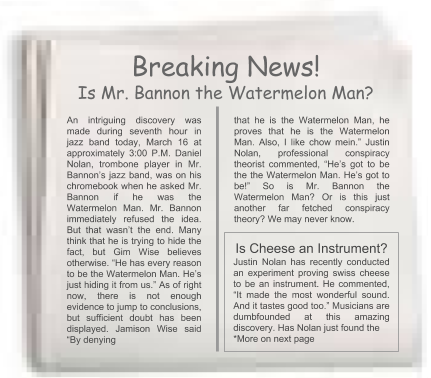 Breaking News!
Is Mr. Bannon the Watermelon Man?
An intriguing discovery was
made during seventh hour in
jazz band today, March 16 at
approximately 3:00 P.M. Daniel
Nolan, trombone player in Mr.
Bannon's jazz band, was on his
chromebook when he asked Mr.
Bannon if he was the
Watermelon Man. Mr. Bannon
immediately refused the idea.
But that wasn't the end. Many
think that he is trying to hide the
fact, but Gim Wise believes
otherwise. "He has every reason
to be the Watermelon Man. He's
just hiding it from us." As of right
now, there is not enough
evidence to jump to conclusions,
but sufficient doubt has been
displayed. Jamison Wise said
"By denying
that he is the Watermelon Man, he
proves that he is the Watermelon
Man. Also, I like chow mein." Justin
Nolan, professional conspiracy
theorist commented, "He's got to be
the the Watermelon Man. He's got to
be!" So is Mr. Bannon the
Watermelon Man? Or is this just
another far fetched conspiracy
theory? We may never know.
Is Cheese an Instrument?
Justin Nolan has recently conducted
an experiment proving swiss cheese
to be an instrument. He commented,
"It made the most wonderful sound.
And it tastes good too." Musicians are
dumbfounded at this amazing
discovery. Has Nolan just found the
*More on next page